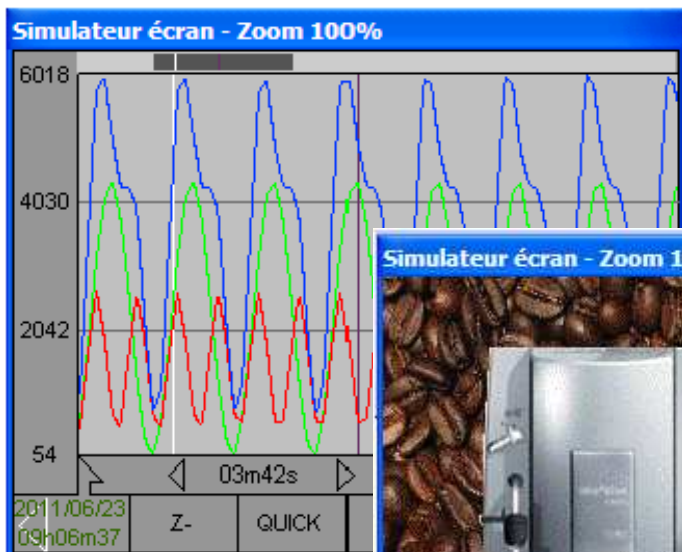 Simulateur écran - Zoom 100%
6018
4030
2042
54
03m42s
2011/06/23
09h06m37
Z-
QUICK
Simulateur écran - Zoom 1